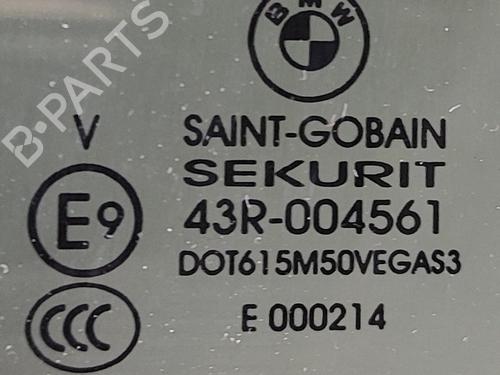 BMW
V SAINT-GOBAIN
SEKURIT
E9 43R-004561
DOT615M50VEGAS3
CCC E 000214
B-PARTS